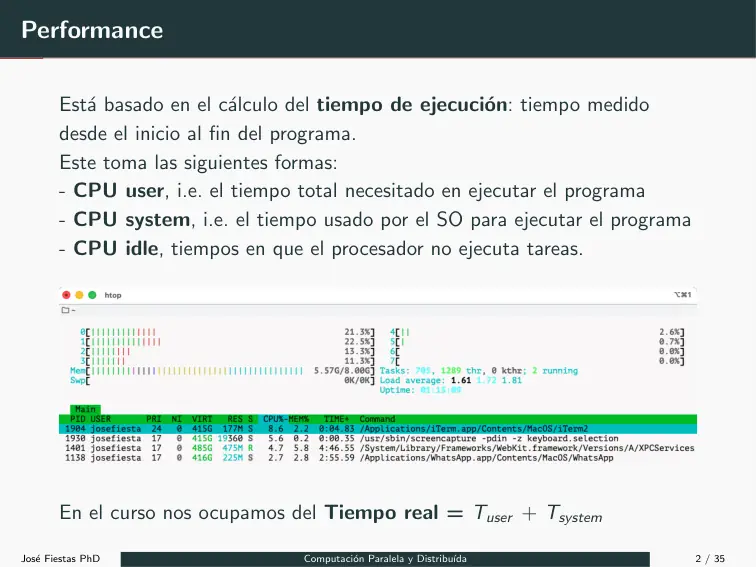 Performance
Está basado en el cálculo del tiempo de ejecución: tiempo medido
desde el inicio al fin del programa.
Este toma las siguientes formas:
- CPU user, i.e. el tiempo total necesitado en ejecutar el programa
- CPU system, i.e. el tiempo usado por el SO para ejecutar el programa
- CPU idle, tiempos en que el procesador no ejecuta tareas.
htop ⌥⌘1
~
0[||||||||||||| 21.3%] 4[|| 2.6%]
1[|||||||||||||| 22.5%] 5[| 0.7%]
2[|||||||| 13.3%] 6[ 0.0%]
3[||||||| 11.3%] 7[ 0.0%]
Mem[||||||||||||||||||||||||||||||||||||||||||| 5.57G/8.00G] Tasks: 705, 1289 thr, 0 kthr; 2 running
Swp[ 0K/0K] Load average: 1.61 1.72 1.81
Uptime:
Main
PID USER PRI NI VIRT RES S CPU%-MEM% TIME+ Command
1904 josefiesta 24 0 415G 177M S 8.6 2.2 0:04.83 /Applications/iTerm.app/Contents/MacOS/iTerm2
1930 josefiesta 17 0 415G 19360 S 5.6 0.2 0:00.35 /usr/sbin/screencapture -pdin -z keyboard.selection
1401 josefiesta 17 0 485G 475M R 4.7 5.8 4:46.55 /System/Library/Frameworks/WebKit.framework/Versions/A/XPCServices
1138 josefiesta 17 0 416G 225M S 2.7 2.8 2:55.59 /Applications/WhatsApp.app/Contents/MacOS/WhatsApp
En el curso nos ocupamos del Tiempo real = T_user + T_system
José Fiestas PhD Computación Paralela y Distribuída 2 / 35